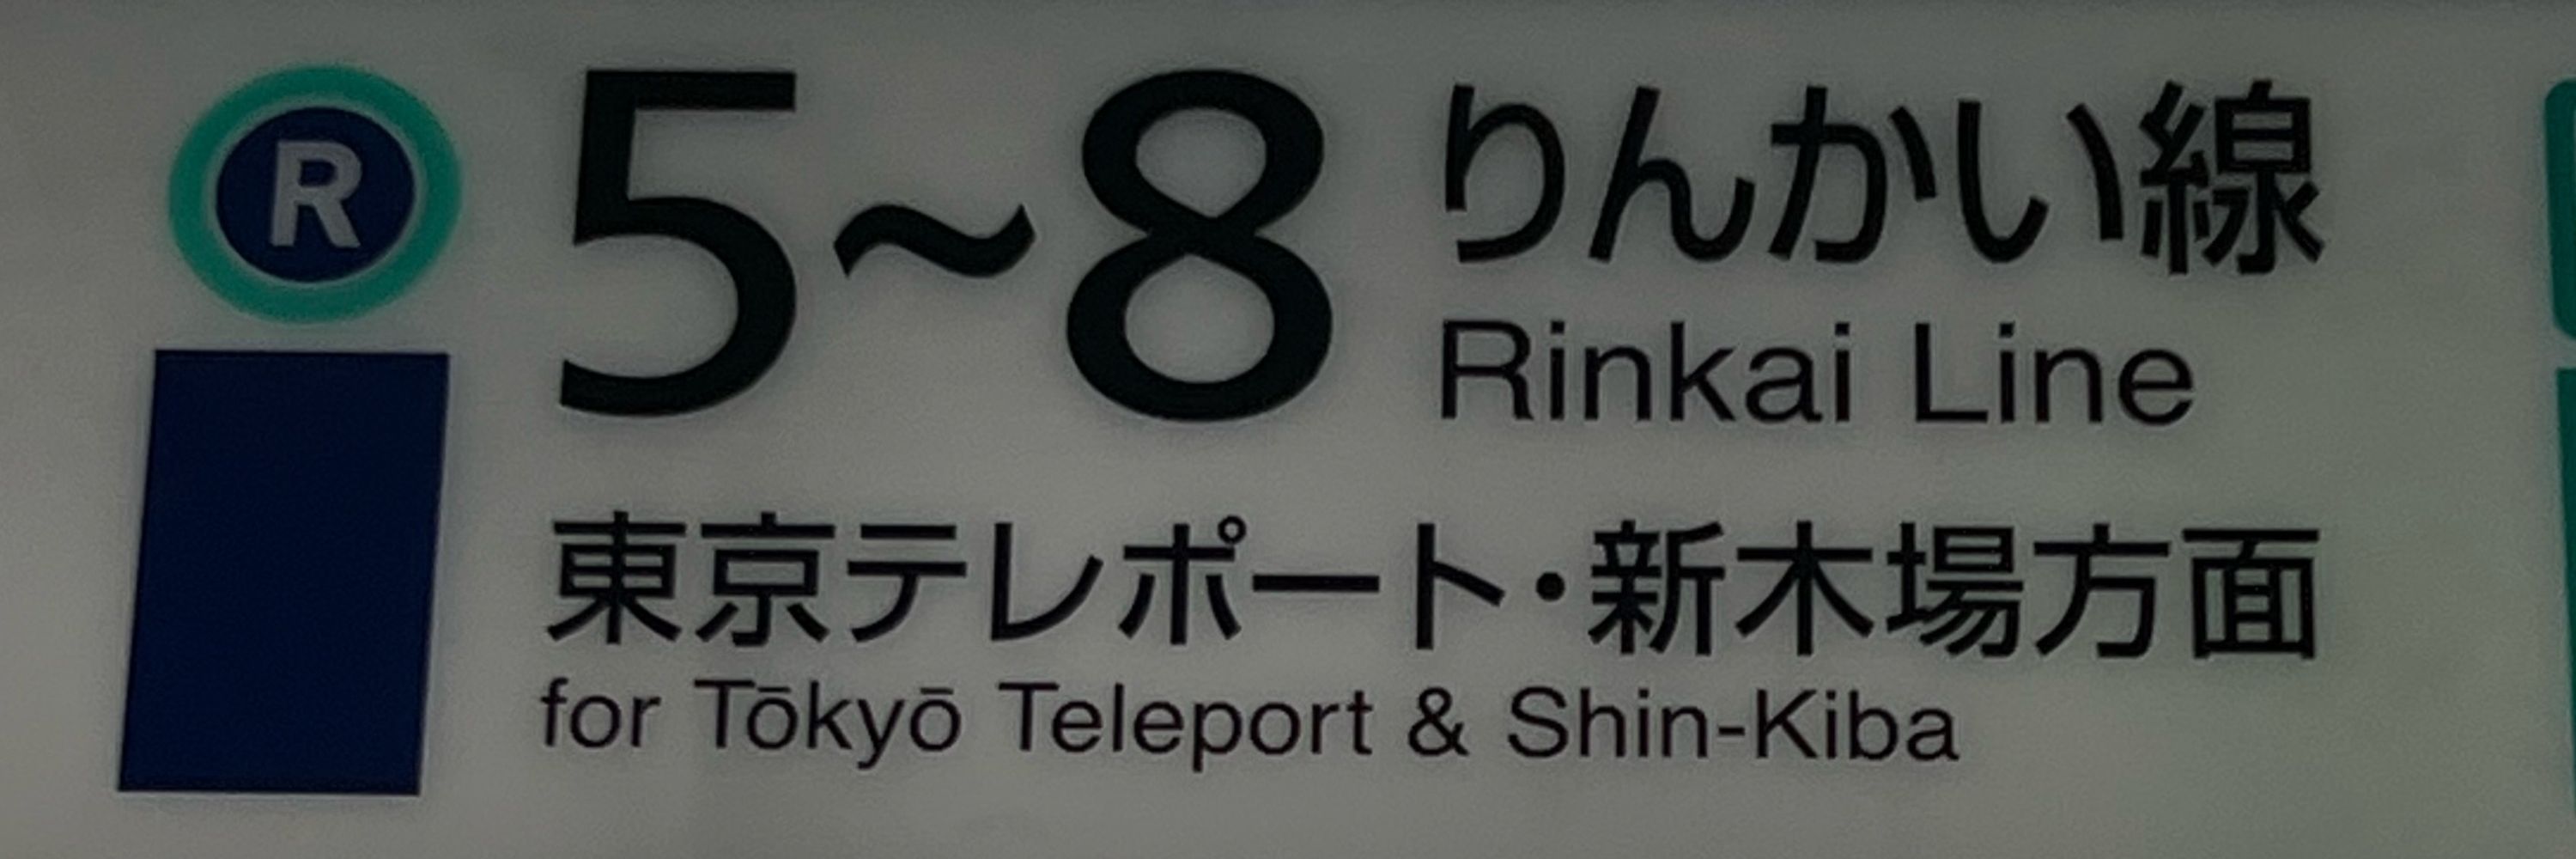 R 5~8 りんかい線
Rinkai Line
東京テレポート・新木場方面
for Tōkyō Teleport & Shin-Kiba